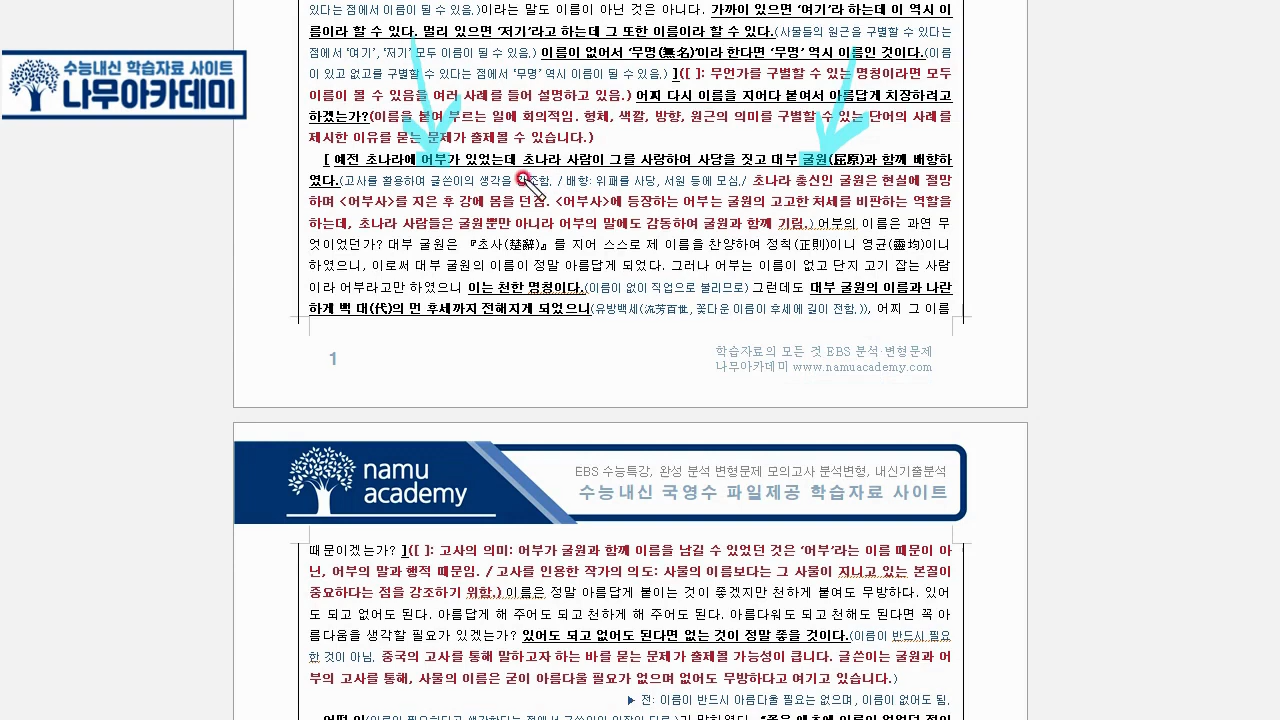 있다는 점에서 이름이 될 수 있음.)이라는 말도 이름이 아닌 것은 아니다. 가까이 있으면 '여기'라 하는데 이 역시 이
름이라 할 수 있다. 멀리 있으면 '저기'라고 하는데 그 또한 이름이라 할 수 있다.(사물들의 원근을 구별할 수 있다는
점에서 '여기', '저기' 모두 이름이 될 수 있음.) 이름이 없어서 '무명(無名)'이라 한다면 '무명' 역시 이름인 것이다.(이름
이 있고 없고를 구별할 수 있다는 점에서 '무명' 역시 이름이 될 수 있음.) ]([ ]: 무언가를 구별할 수 있는 명칭이라면 모두
이름이 될 수 있음을 여러 사례를 들어 설명하고 있음.) 어찌 다시 이름을 지어다 붙여서 아름답게 치장하려고
하겠는가?(이름을 붙여 부르는 일에 회의적임. 형체, 색깔, 방향, 원근의 의미를 구별할 수 있는 단어의 사례를
제시한 이유를 묻는 문제가 출제될 수 있습니다.)
[ 예전 초나라에 어부가 있었는데 초나라 사람이 그를 사랑하여 사당을 짓고 대부 굴원(屈原)과 함께 배향하
였다.(고사를 활용하여 글쓴이의 생각을 강조함. / 배향: 위패를 사당, 서원 등에 모심./ 초나라 충신인 굴원은 현실에 절망
하며 <어부사>를 지은 후 강에 몸을 던짐. <어부사>에 등장하는 어부는 굴원의 고고한 처세를 비판하는 역할을
하는데, 초나라 사람들은 굴원뿐만 아니라 어부의 말에도 감동하여 굴원과 함께 기림.) 어부의 이름은 과연 무
엇이었던가? 대부 굴원은 『초사(楚辭)』를 지어 스스로 제 이름을 찬양하여 정칙(正則)이니 영균(靈均)이니
하였으니, 이로써 대부 굴원의 이름이 정말 아름답게 되었다. 그러나 어부는 이름이 없고 단지 고기 잡는 사람
이라 어부라고만 하였으니 이는 천한 명칭이다.(이름이 없이 직업으로 불리므로) 그런데도 대부 굴원의 이름과 나란
하게 백 대(代)의 먼 후세까지 전해지게 되었으니(유방백세(流芳百世, 꽃다운 이름이 후세에 길이 전함.)), 어찌 그 이름
1
학습자료의 모든 것 EBS 분석·변형문제
나무아카데미 www.namuacademy.com
수능내신 학습자료 사이트
나무아카데미
namu
academy
EBS 수능특강, 완성 분석 변형문제 모의고사 분석변형, 내신기출분석
수능내신 국영수 파일제공 학습자료 사이트
때문이겠는가? ]([ ]: 고사의 의미: 어부가 굴원과 함께 이름을 남길 수 있었던 것은 '어부'라는 이름 때문이 아
닌, 어부의 말과 행적 때문임. / 고사를 인용한 작가의 의도: 사물의 이름보다는 그 사물이 지니고 있는 본질이
중요하다는 점을 강조하기 위함.) 이름은 정말 아름답게 붙이는 것이 좋겠지만 천하게 붙여도 무방하다. 있어
도 되고 없어도 된다. 아름답게 해 주어도 되고 천하게 해 주어도 된다. 아름다워도 되고 천해도 된다면 꼭 아
름다움을 생각할 필요가 있겠는가? 있어도 되고 없어도 된다면 없는 것이 정말 좋을 것이다.(이름이 반드시 필요
한 것이 아님. 중국의 고사를 통해 말하고자 하는 바를 묻는 문제가 출제될 가능성이 큽니다. 글쓴이는 굴원과 어
부의 고사를 통해, 사물의 이름은 굳이 아름다울 필요가 없으며 없어도 무방하다고 여기고 있습니다.)
▶ 전: 이름이 반드시 아름다울 필요는 없으며, 이름이 없어도 됨.